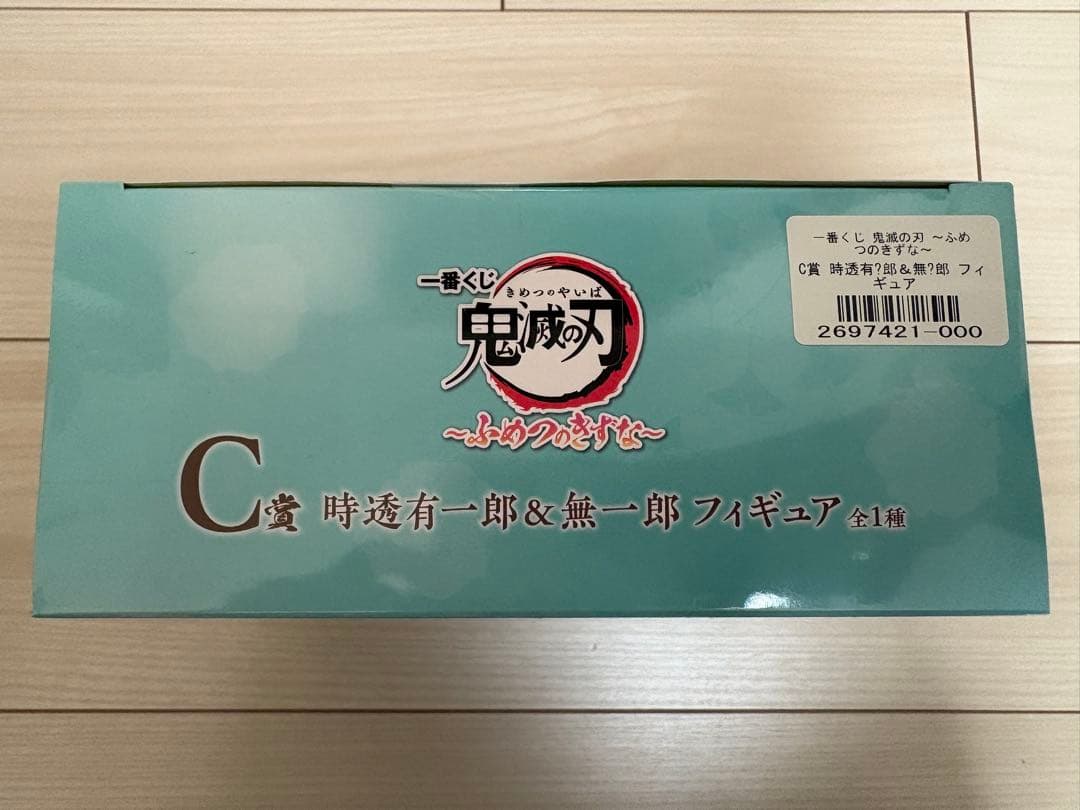 一番くじ
きめつのやいば
鬼滅の刃
～ふめつのきずな～
C賞 時透有一郎&無一郎 フィギュア 全1種
一番くじ 鬼滅の刃 ～ふめ
つのきずな～
C賞 時透有?郎&無?郎 フィ
ギュア
2697421-000